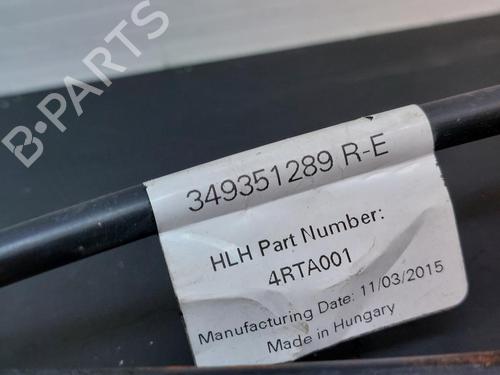 B-PARTS
349351289 R-E
HLH Part Number:
4RTA001
Manufacturing Date: 11/03/2015
Made in Hungary